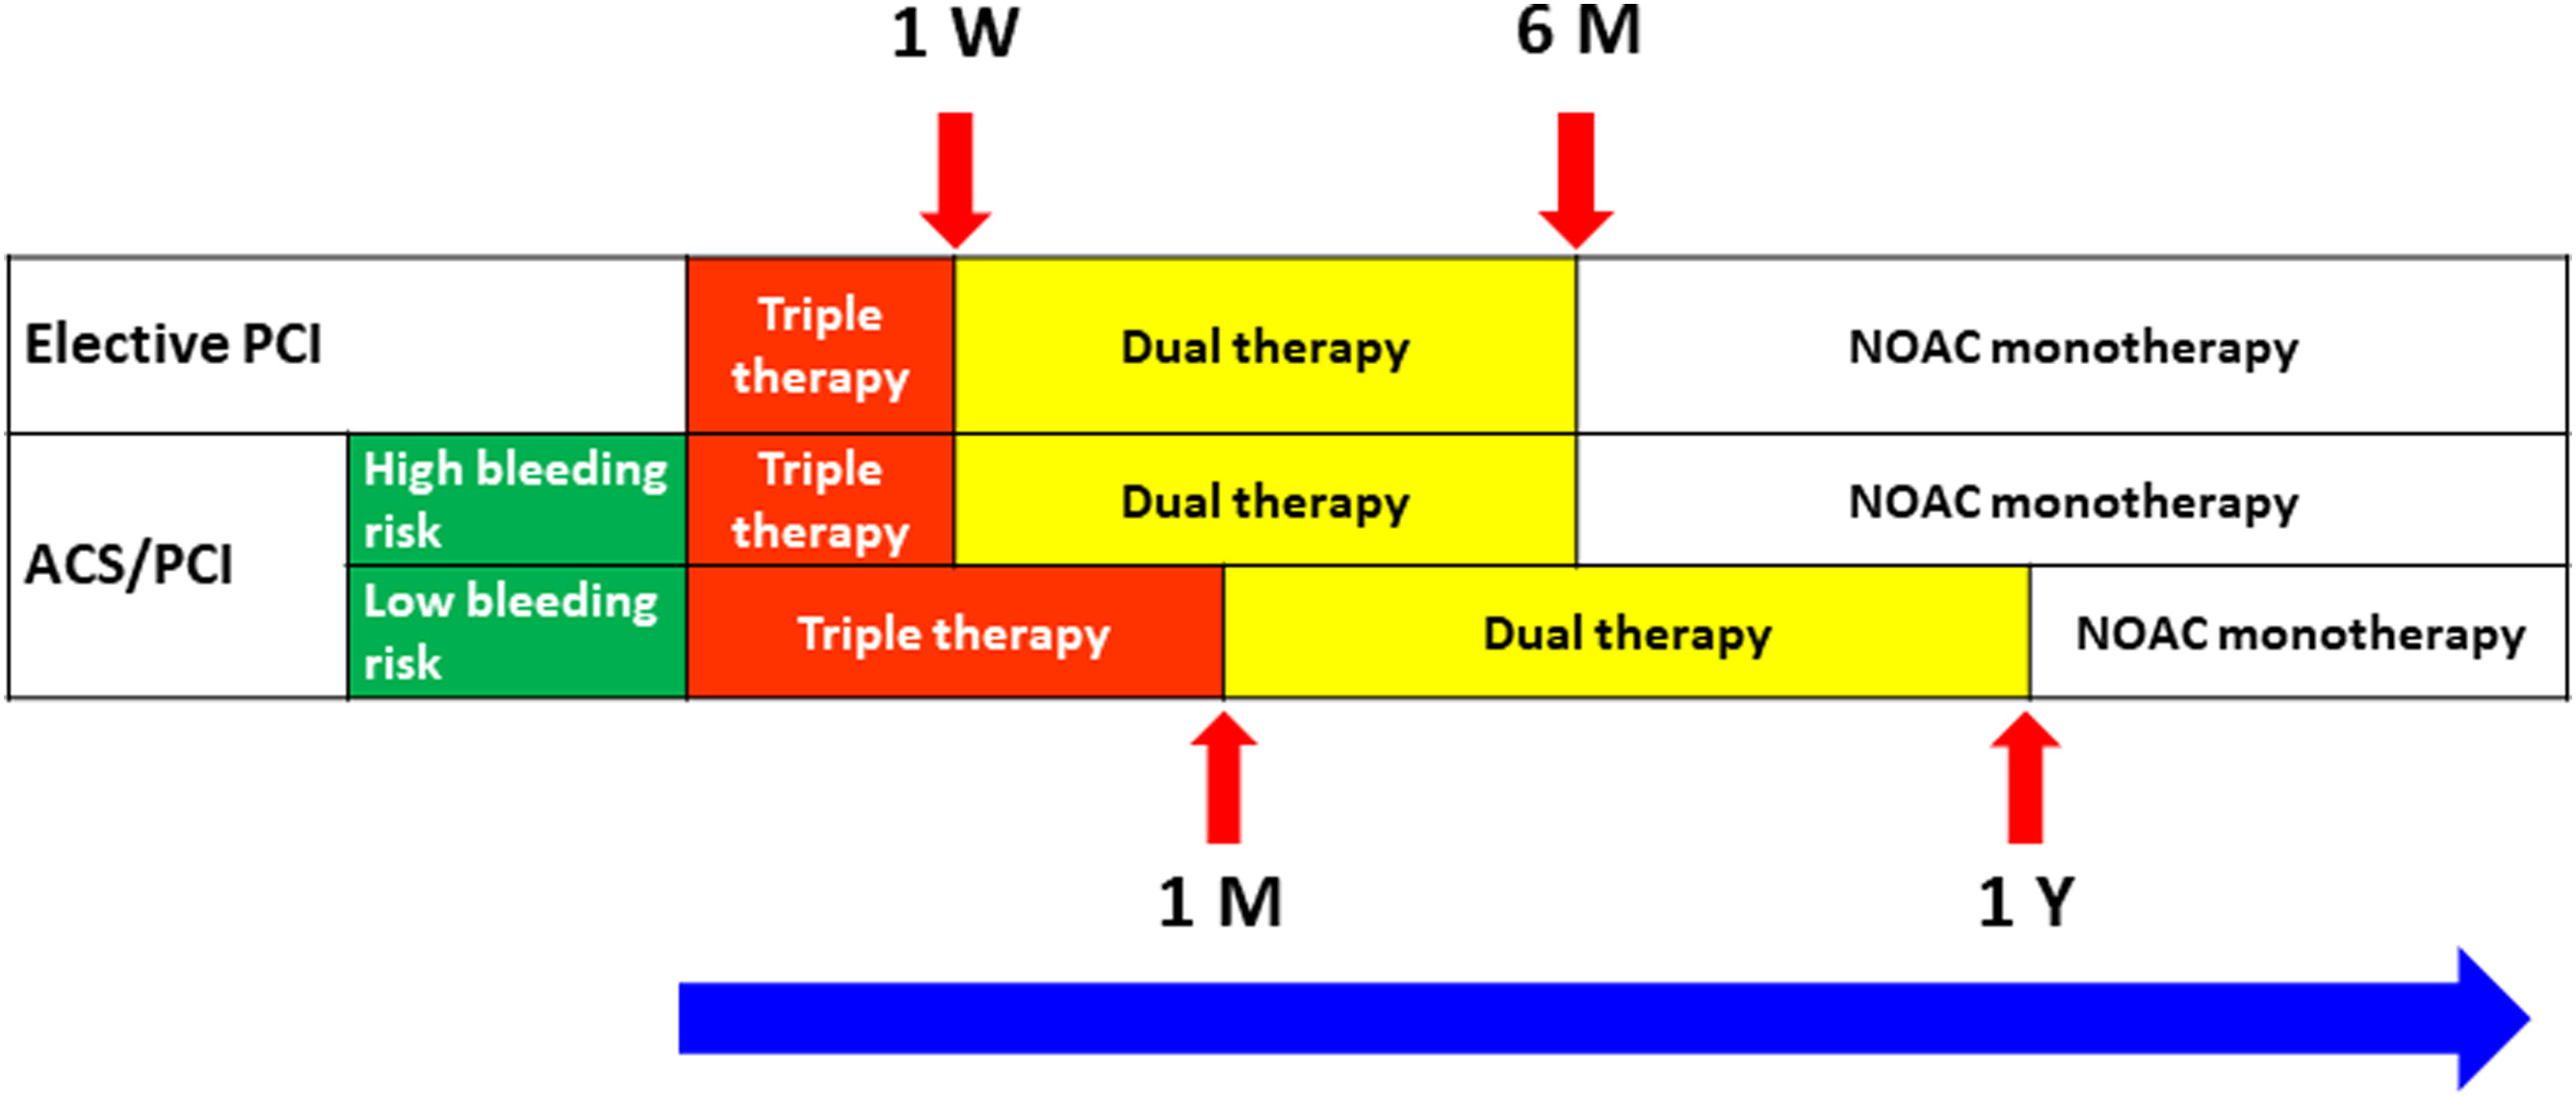 1 W
6 M
Elective PCI
Triple
therapy
Dual therapy
NOAC monotherapy
ACS/PCI
High bleeding
risk
Triple
therapy
Dual therapy
NOAC monotherapy
Low bleeding
risk
Triple therapy
Dual therapy
NOAC monotherapy
1 M
1 Y